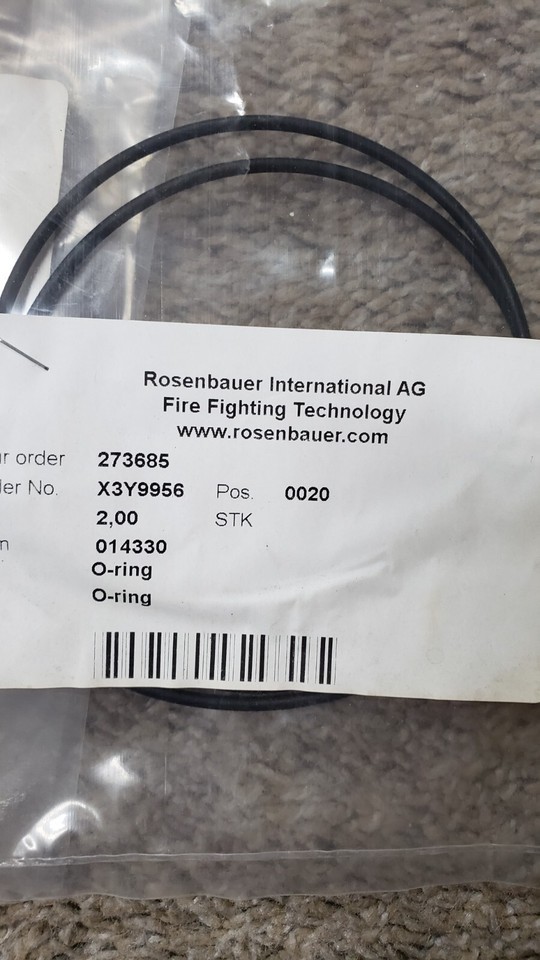 Rosenbauer International AG
Fire Fighting Technology
www.rosenbauer.com
order 273685
No. X3Y9956 Pos. 0020
2,00 STK
014330
O-ring
O-ring